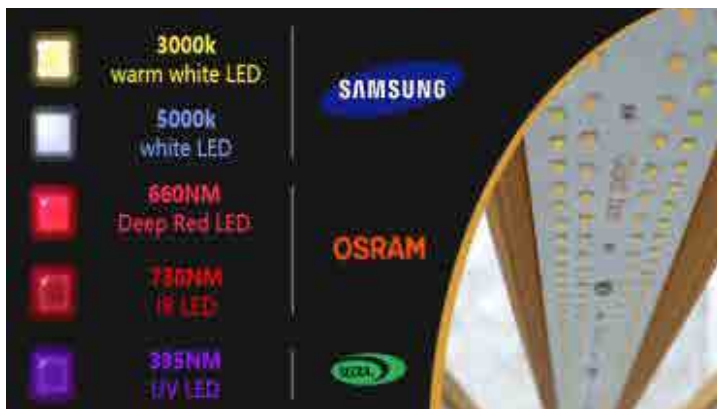 3000k
warm white LED
SAMSUNG
5000k
white LED
660NM
Deep Red LED
OSRAM
730NM
IR LED
395NM
UV LED